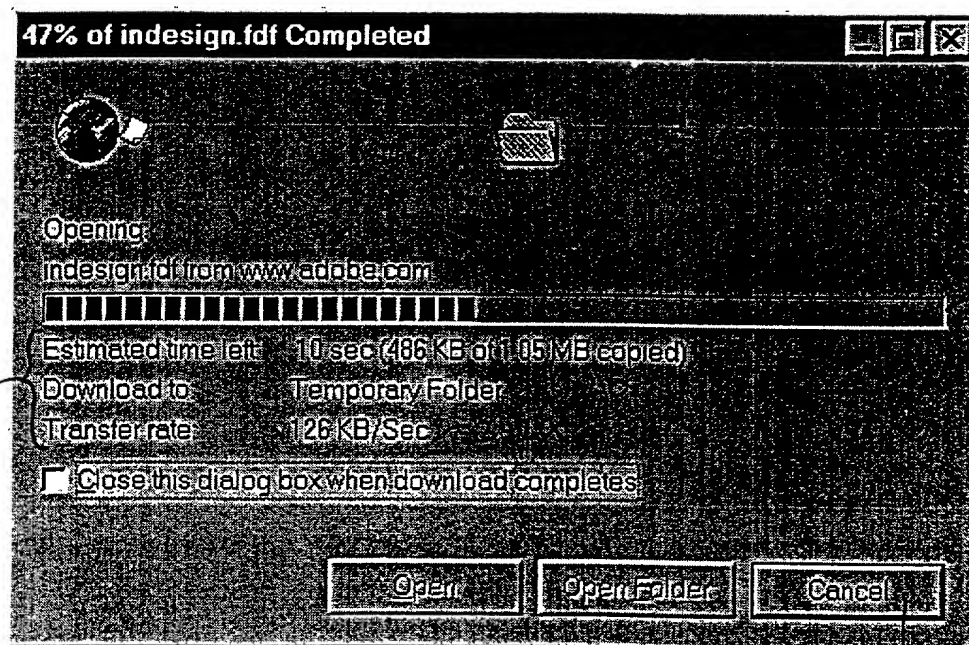 47% of indesign.fdf Completed
Opening:
indesign.fdf from www.adobe.com
Estimated time left: 10 sec (486 KB of 1.05 MB copied)
Download to: Temporary Folder
Transfer rate: 126 KB/Sec
Close this dialog box when download completes
Open Open Folder Cancel